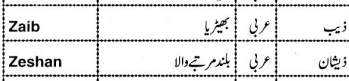 Zaib بھیڑیا عربی ذیب
Zeshan بلند مرتبے والا عربی ذیشان